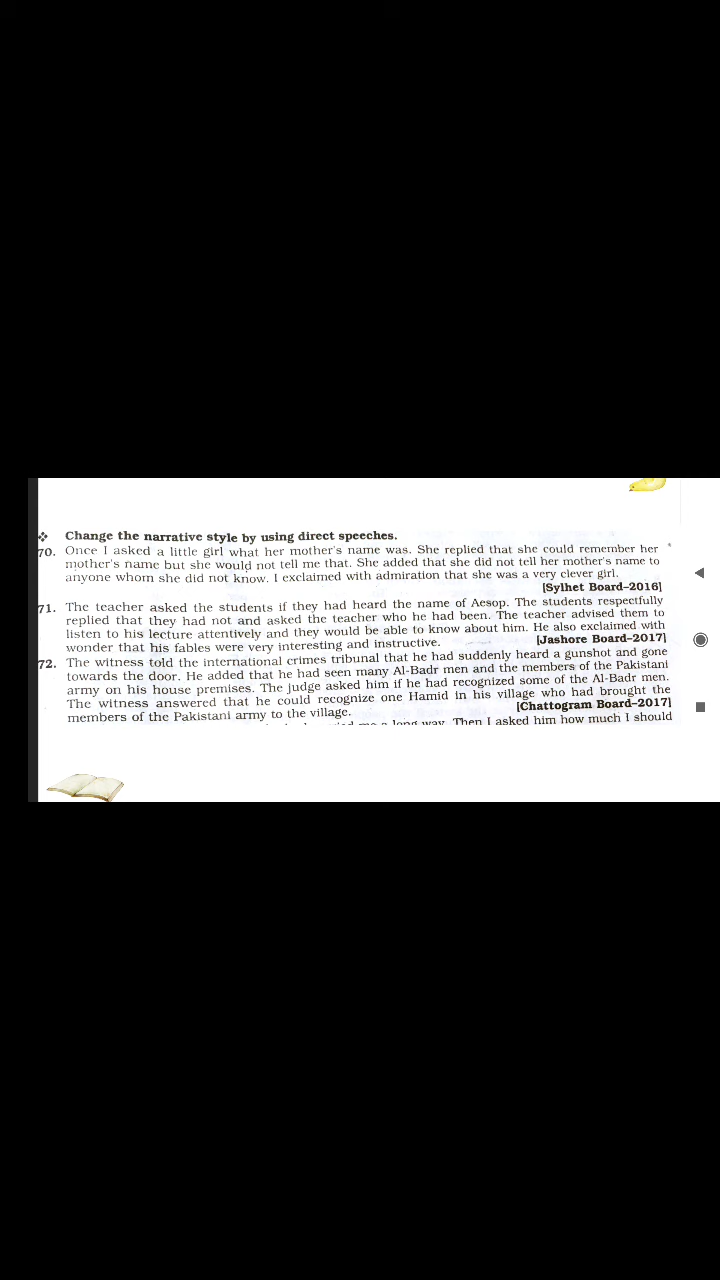 ❖ Change the narrative style by using direct speeches.
70. Once I asked a little girl what her mother's name was. She replied that she could remember her
mother's name but she would not tell me that. She added that she did not tell her mother's name to
anyone whom she did not know. I exclaimed with admiration that she was a very clever girl.
[Sylhet Board–2016]
71. The teacher asked the students if they had heard the name of Aesop. The students respectfully
replied that they had not and asked the teacher who he had been. The teacher advised them to
listen to his lecture attentively and they would be able to know about him. He also exclaimed with
wonder that his fables were very interesting and instructive. [Jashore Board–2017]
72. The witness told the international crimes tribunal that he had suddenly heard a gunshot and gone
towards the door. He added that he had seen many Al-Badr men and the members of the Pakistani
army on his house premises. The judge asked him if he had recognized some of the Al-Badr men.
The witness answered that he could recognize one Hamid in his village who had brought the
members of the Pakistani army to the village. [Chattogram Board–2017]
me a long way. Then I asked him how much I should